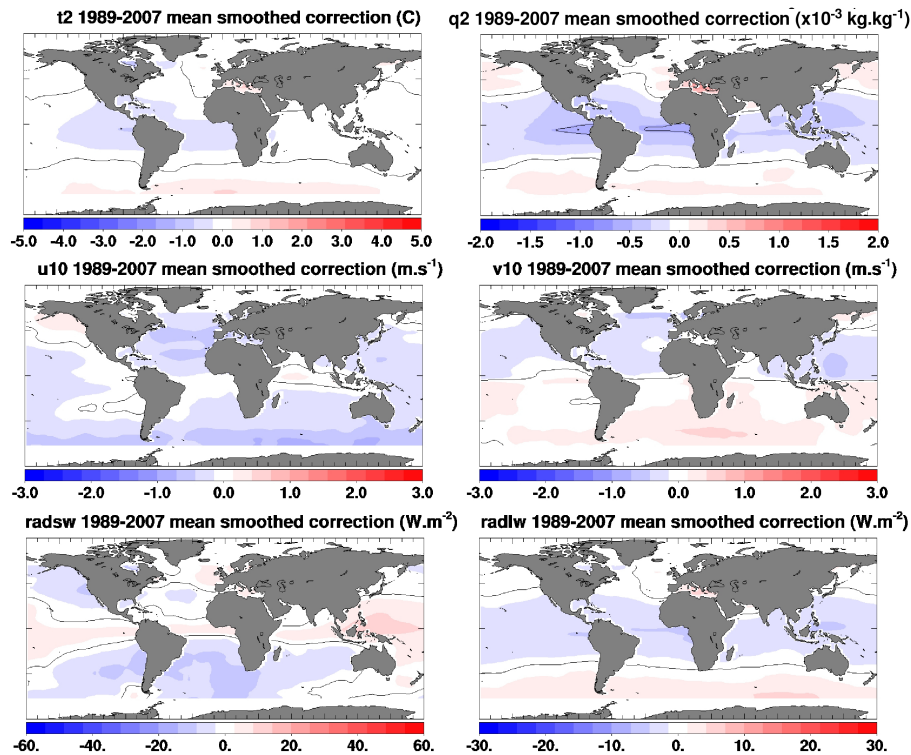 t2 1989-2007 mean smoothed correction (C)
q2 1989-2007 mean smoothed correction (x10⁻³ kg.kg⁻¹)
-5.0 -4.0 -3.0 -2.0 -1.0 0.0 1.0 2.0 3.0 4.0 5.0
-2.0 -1.5 -1.0 -0.5 0.0 0.5 1.0 1.5 2.0
u10 1989-2007 mean smoothed correction (m.s⁻¹)
v10 1989-2007 mean smoothed correction (m.s⁻¹)
-3.0 -2.0 -1.0 0.0 1.0 2.0 3.0
-3.0 -2.0 -1.0 0.0 1.0 2.0 3.0
radsw 1989-2007 mean smoothed correction (W.m⁻²)
radlw 1989-2007 mean smoothed correction (W.m⁻²)
-60. -40. -20. 0. 20. 40. 60.
-30. -20. -10. 0. 10. 20. 30.